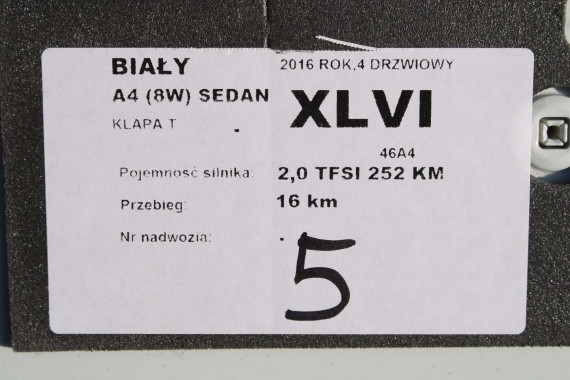 BIAŁY 2016 ROK,4 DRZWIOWY
A4 (8W) SEDAN XLVI
KLAPA T
46A4
Pojemność silnika: 2,0 TFSI 252 KM
Przebieg: 16 km
Nr nadwozia:
5